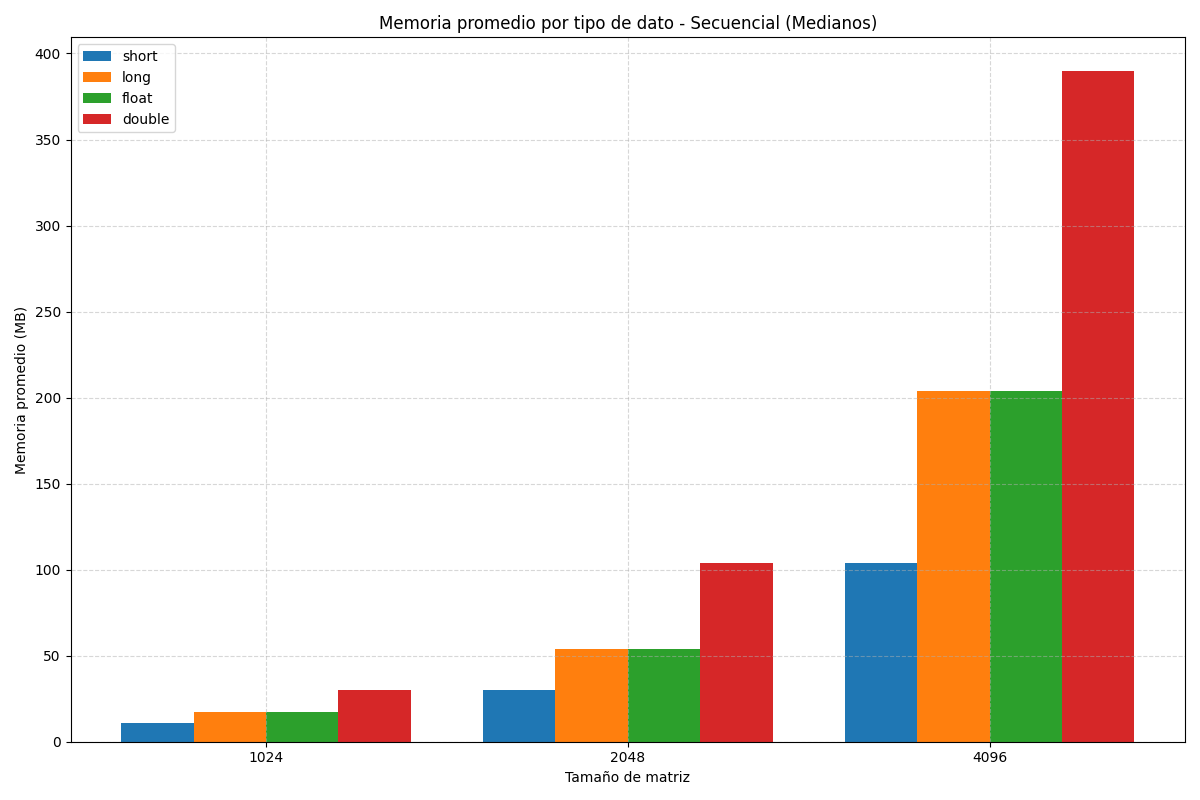 Memoria promedio por tipo de dato - Secuencial (Medianos)
short
long
float
double
Memoria promedio (MB)
400
350
300
250
200
150
100
50
0
1024
2048
4096
Tamaño de matriz